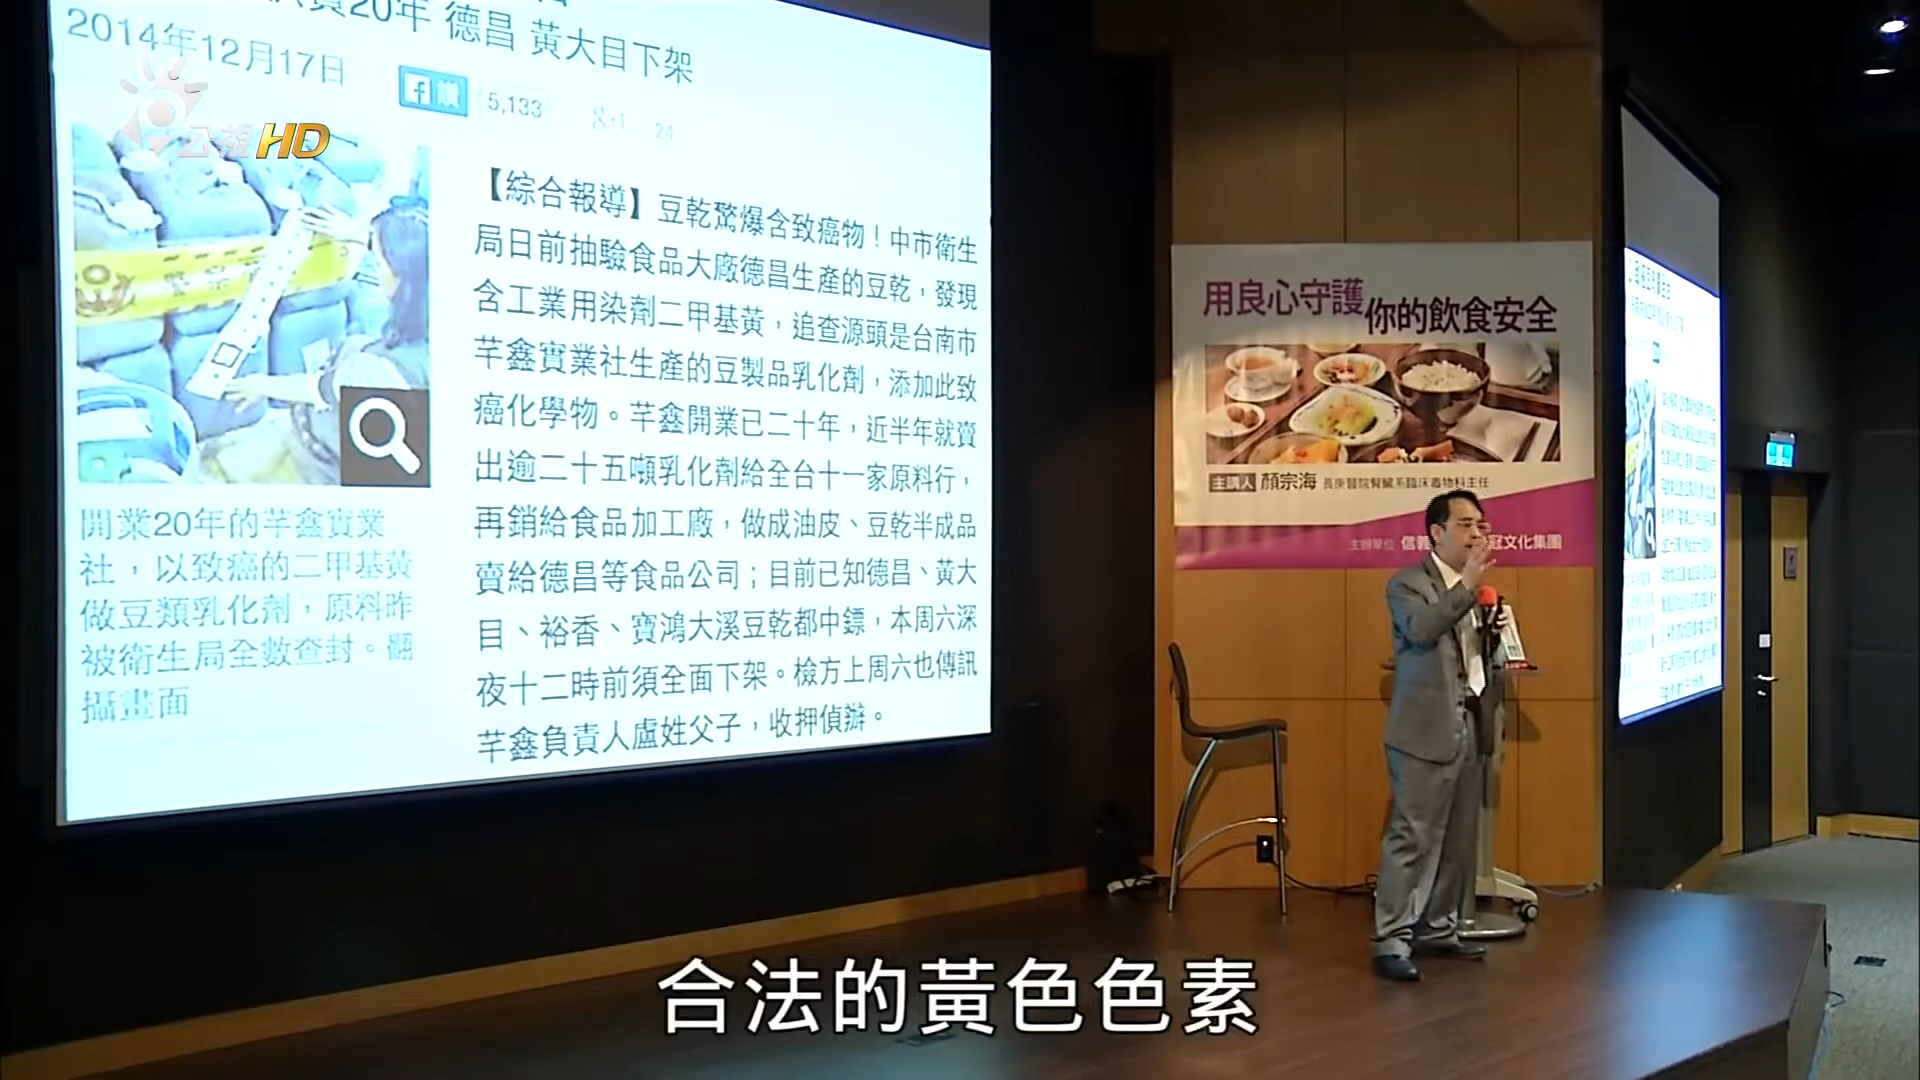 20年 德昌 黃大目下架
2014年12月17日
讚 5,133
24
公視HD
【綜合報導】豆乾驚爆含致癌物！中市衛生
局日前抽驗食品大廠德昌生產的豆乾，發現
含工業用染劑二甲基黃，追查源頭是台南市
芊鑫實業社生產的豆製品乳化劑，添加此致
癌化學物。芊鑫開業已二十年，近半年就賣
出逾二十五噸乳化劑給全台十一家原料行，
再銷給食品加工廠，做成油皮、豆乾半成品
賣給德昌等食品公司；目前已知德昌、黃大
目、裕香、寶鴻大溪豆乾都中鏢，本周六深
夜十二時前須全面下架。檢方上周六也傳訊
芊鑫負責人盧姓父子，收押偵辦。
開業20年的芊鑫實業
社，以致癌的二甲基黃
做豆類乳化劑，原料昨
被衛生局全數查封。翻
攝畫面
用良心守護
你的飲食安全
主講人 顏宗海 長庚醫院腎臟系臨床毒物科主任
主辦單位 信義 冠文化集團
合法的黃色色素